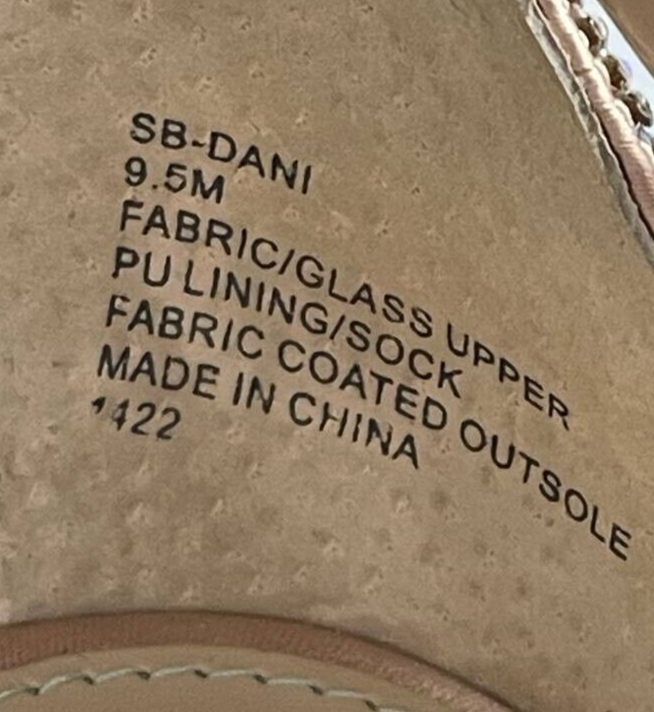 SB-DANI
9.5M
FABRIC/GLASS UPPER
PU LINING/SOCK
FABRIC COATED OUTSOLE
MADE IN CHINA
1422